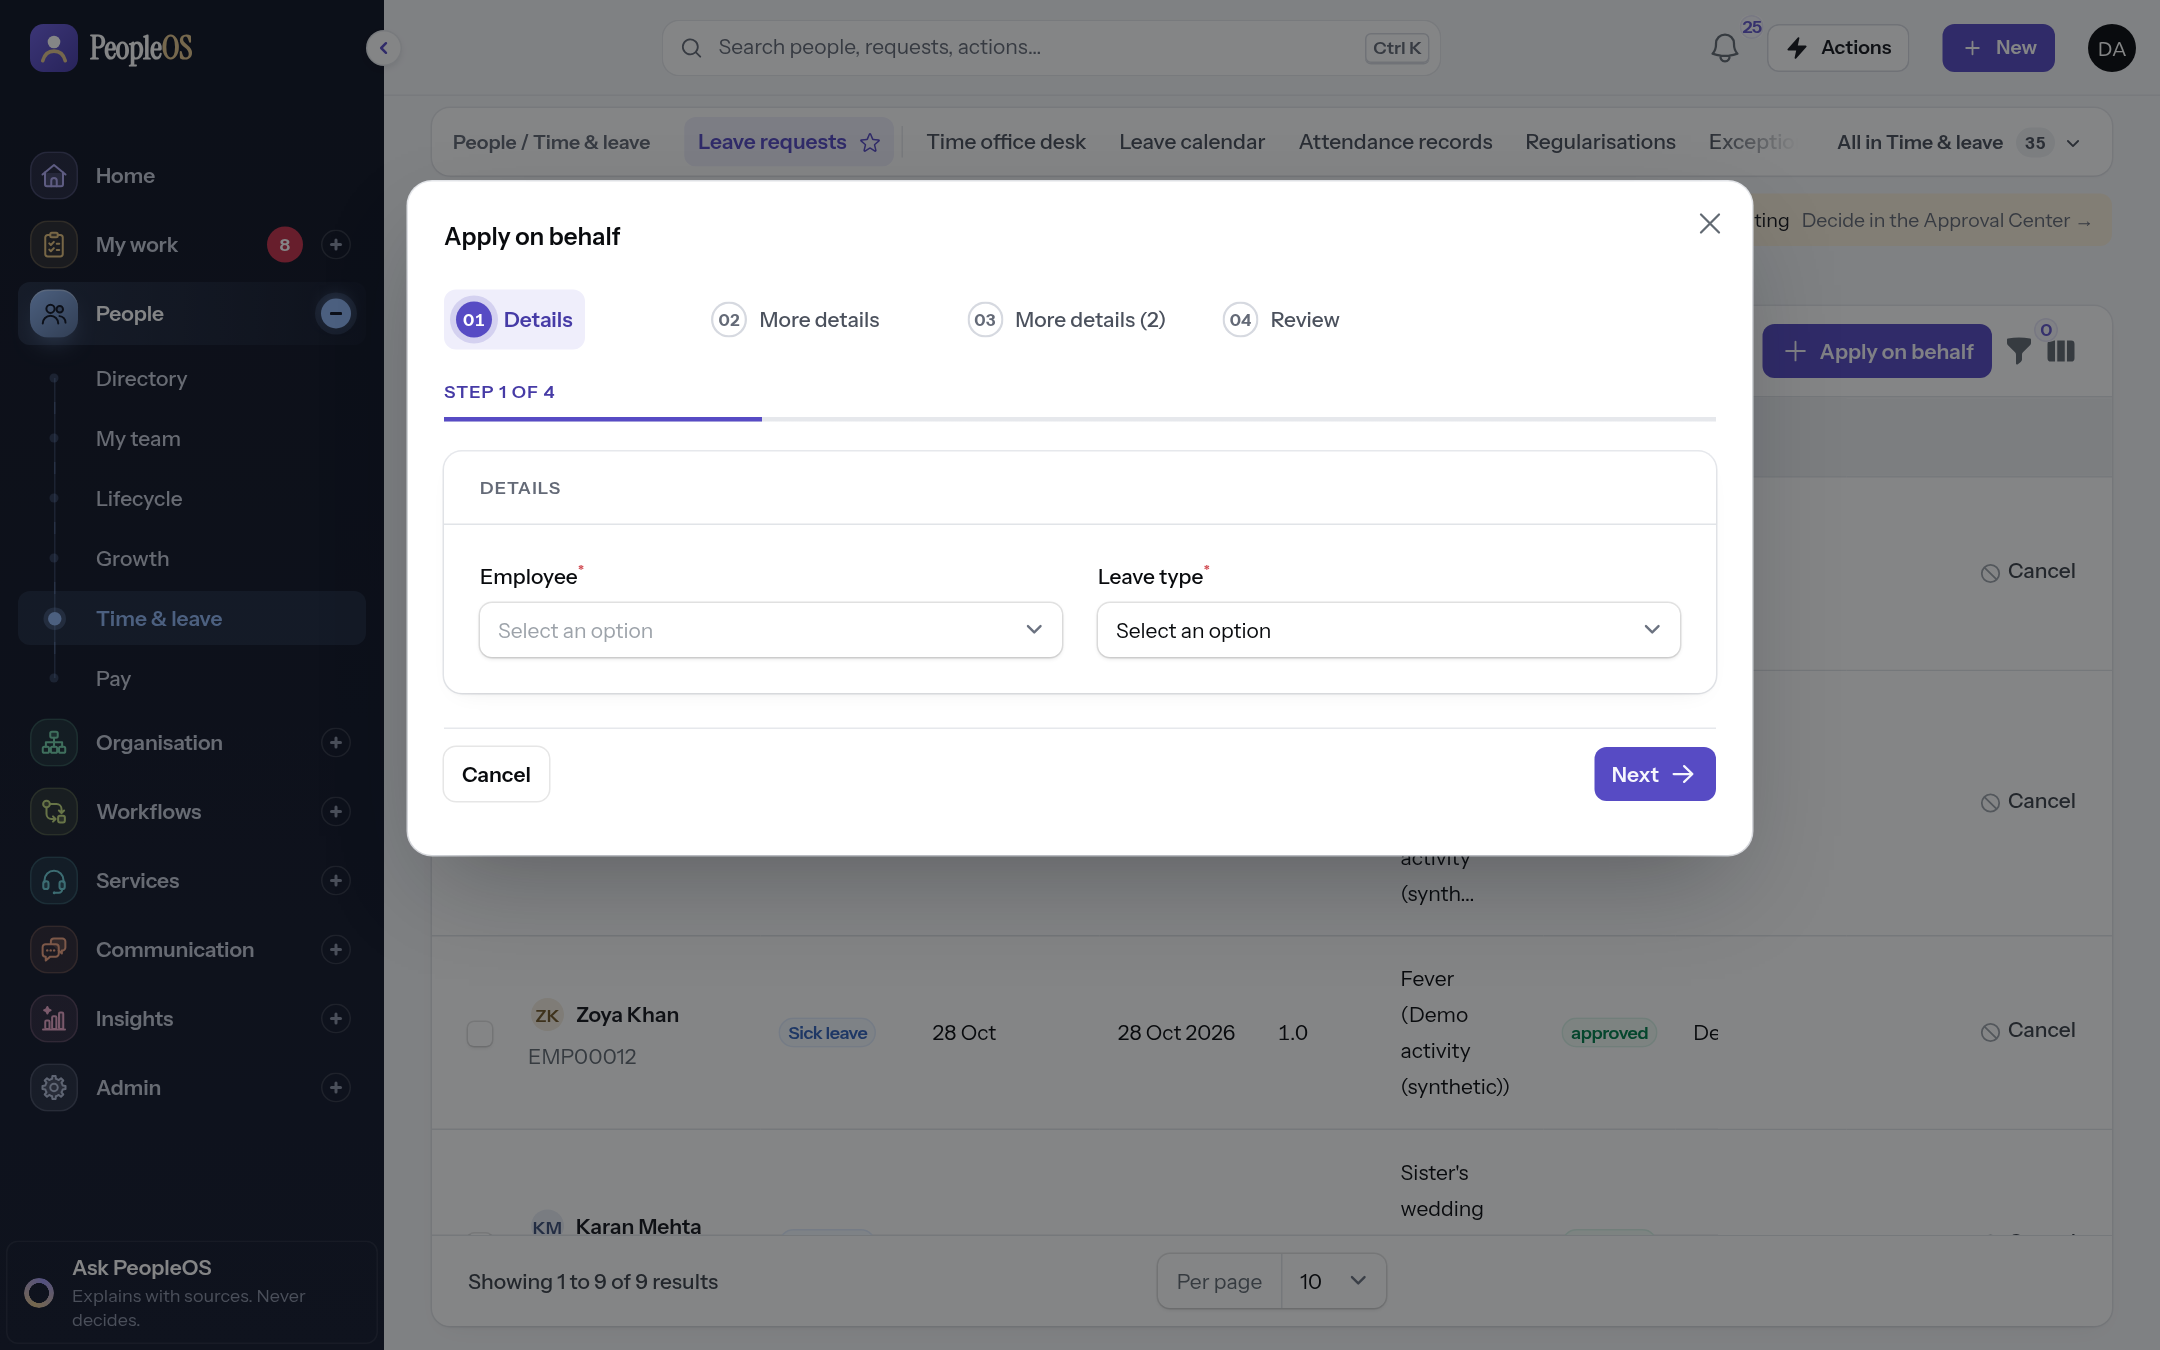 PeopleOS
Search people, requests, actions...
Ctrl K
25
Actions
New
DA
Home
My work
8
People
Directory
My team
Lifecycle
Growth
Time & leave
Pay
Organisation
Workflows
Services
Communication
Insights
Admin
Ask PeopleOS
Explains with sources. Never
decides.
People / Time & leave
Leave requests
Time office desk
Leave calendar
Attendance records
Regularisations
Exceptio
All in Time & leave
35
ting Decide in the Approval Center →
Apply on behalf
0
Apply on behalf
01 Details
02 More details
03 More details (2)
04 Review
STEP 1 OF 4
DETAILS
Employee*
Select an option
Leave type*
Select an option
Cancel
Next
Cancel
Cancel
activity
(synth...
ZK Zoya Khan
EMP00012
Sick leave
28 Oct
28 Oct 2026
1.0
Fever
(Demo
activity
(synthetic))
approved
De
Cancel
KM Karan Mehta
Sister's
wedding
Showing 1 to 9 of 9 results
Per page
10